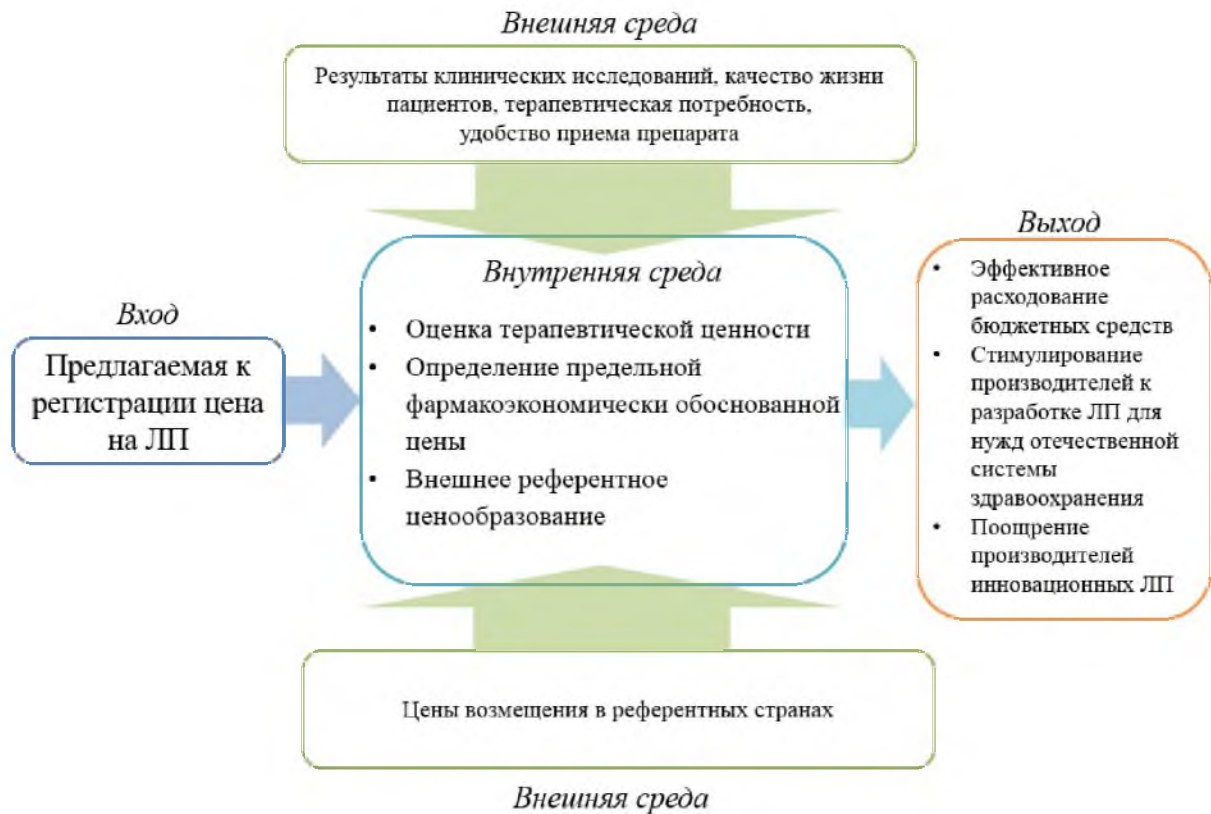 Внешняя среда
Результаты клинических исследований, качество жизни
пациентов, терапевтическая потребность,
удобство приема препарата
Вход
Предлагаемая к
регистрации цена
на ЛП
Внутренняя среда
• Оценка терапевтической ценности
• Определение предельной
фармакоэкономически обоснованной
цены
• Внешнее референтное
ценообразование
Выход
• Эффективное
расходование
бюджетных средств
• Стимулирование
производителей к
разработке ЛП для
нужд отечественной
системы
здравоохранения
• Поощрение
производителей
инновационных ЛП
Цены возмещения в референтных странах
Внешняя среда